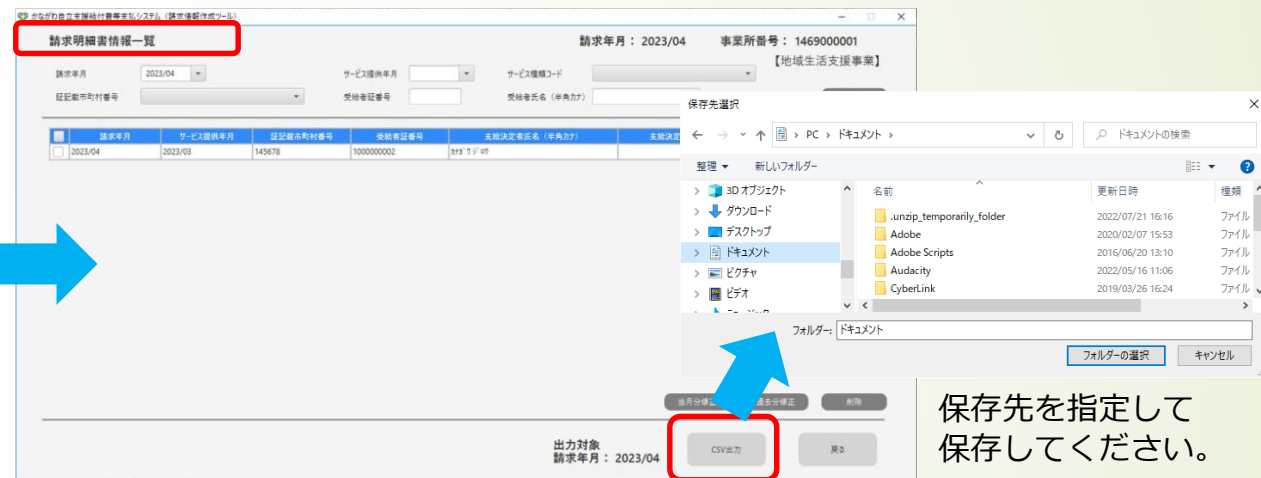 かながわ自立支援給付費等支払システム (請求情報作成ツール)
請求明細書情報一覧
請求年月： 2023/04
事業所番号： 1469000001
【地域生活支援事業】
請求年月
2023/04
サービス提供年月
サービス種類コード
証記載市町村番号
受給者証番号
受給者氏名 (半角カナ)
請求年月 サービス提供年月 証記載市町村番号 受給者証番号 支給決定者氏名 (半角カナ) 支給決
2023/04 2023/03 145678 1000000002 ｶﾅｶﾞﾜ ｼﾞﾛｳ
保存先選択
PC › ドキュメント ›
ドキュメントの検索
整理
新しいフォルダー
3D オブジェクト
ダウンロード
デスクトップ
ドキュメント
ピクチャ
ビデオ
名前 更新日時 種類
.unzip_temporarily_folder 2022/07/21 16:16 ファイル
Adobe 2020/02/07 15:53 ファイル
Adobe Scripts 2016/06/20 13:10 ファイル
Audacity 2022/05/16 11:06 ファイル
CyberLink 2019/03/26 16:24 ファイル
フォルダー: ドキュメント
フォルダーの選択
キャンセル
当月分修正
去分修正
削除
出力対象
請求年月： 2023/04
CSV出力
戻る
保存先を指定して
保存してください。